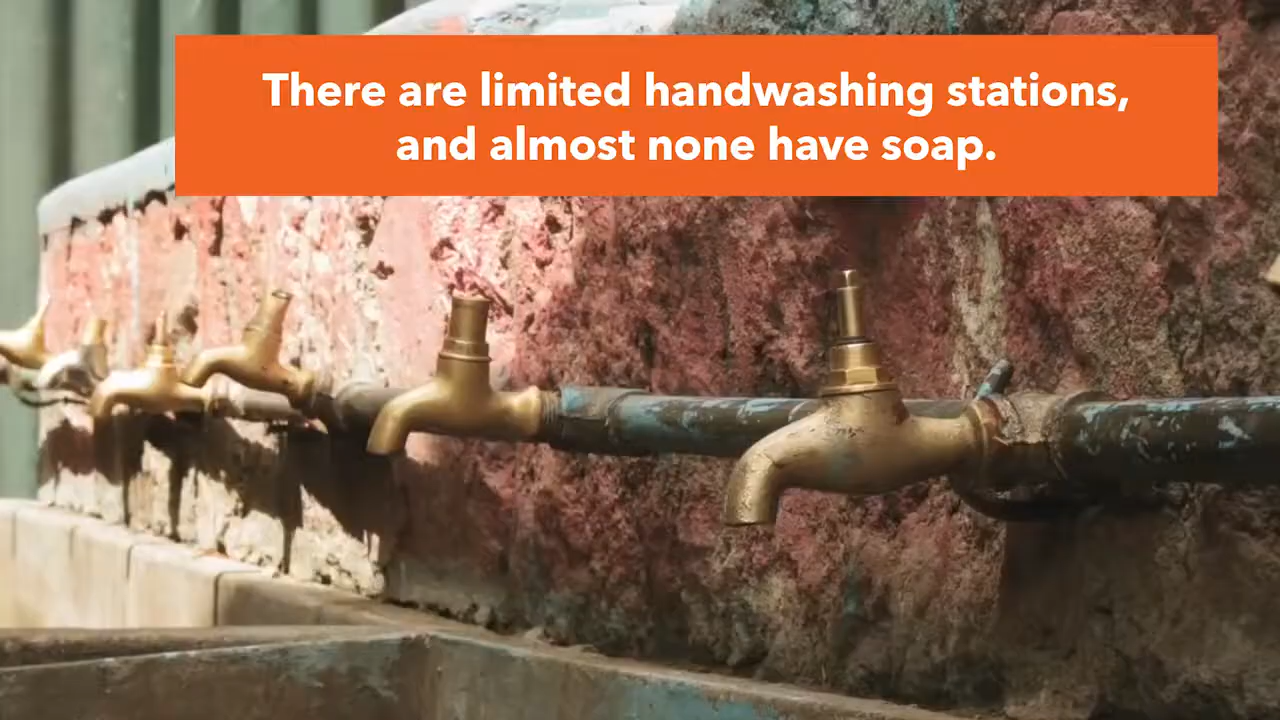 There are limited handwashing stations,
and almost none have soap.